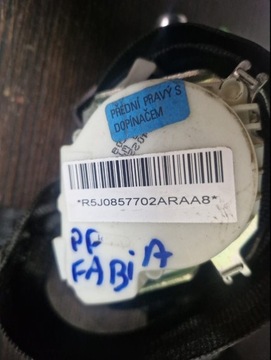 PŘEDNÍ PRAVÝ S
DOPÍNAČEM
*R5J0857702ARAA8*
PP
FABIA